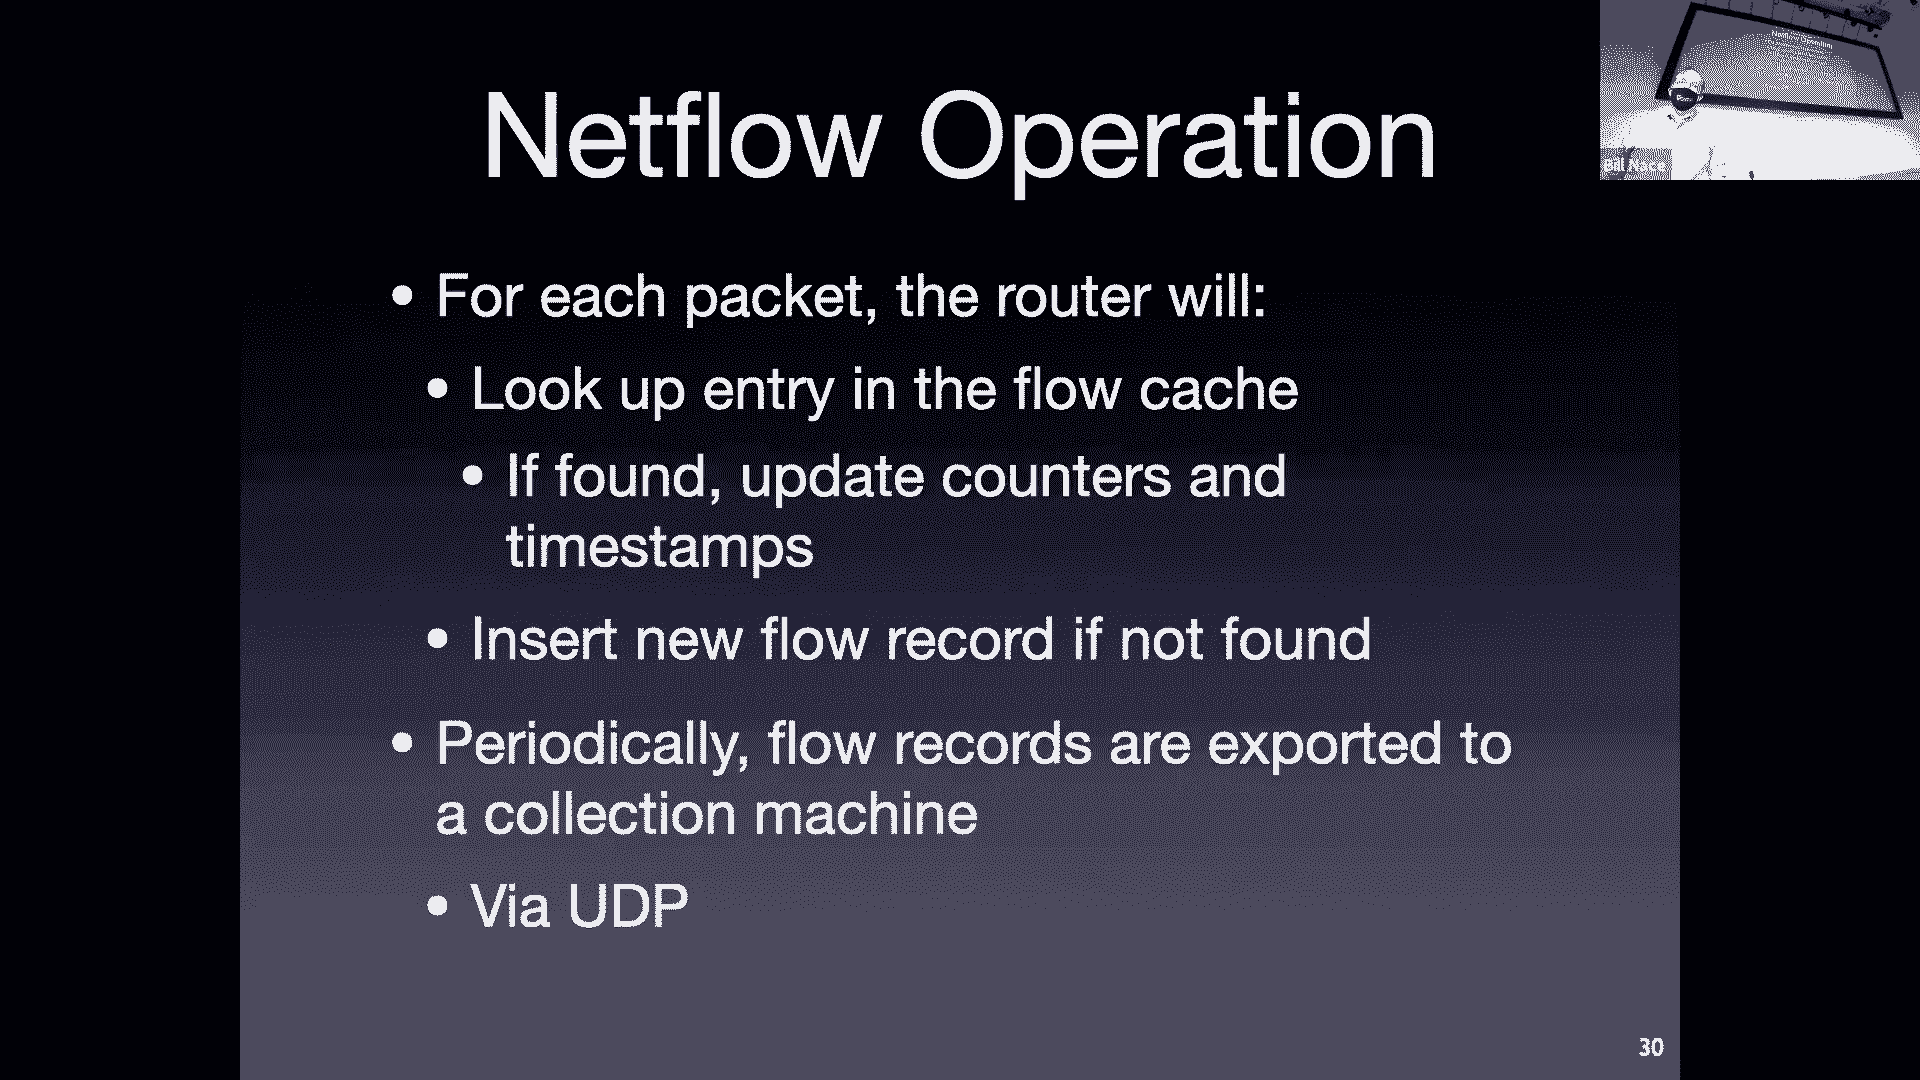 Netflow Operation
Bill Nace
• For each packet, the router will:
• Look up entry in the flow cache
• If found, update counters and
timestamps
• Insert new flow record if not found
• Periodically, flow records are exported to
a collection machine
• Via UDP
30